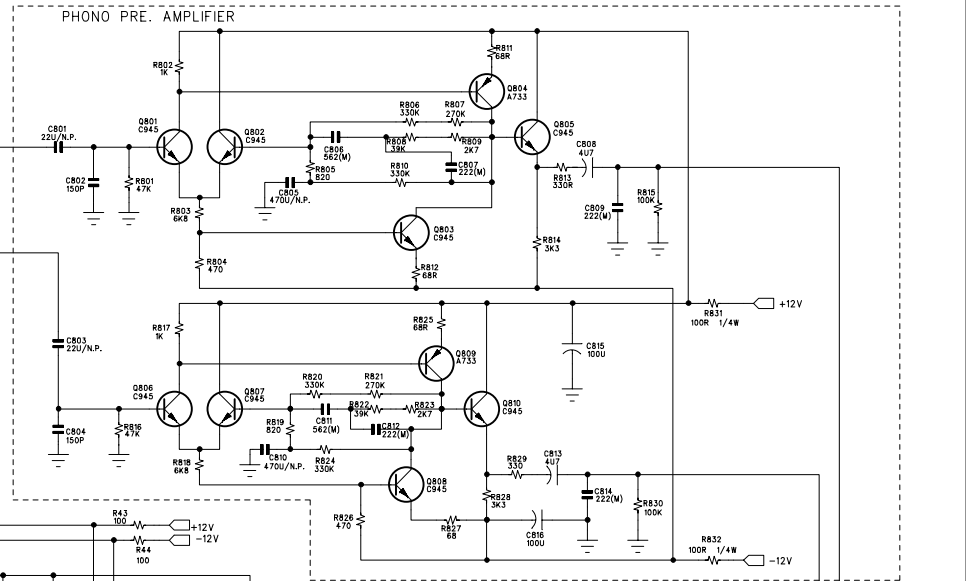 PHONO PRE. AMPLIFIER
R811
68R
R802
1K
Q804
A733
R806
330K
R807
270K
C801
22U/N.P.
Q801
C945
Q802
C945
Q805
C945
C806
562(M)
R808
39K
R809
2K7
C808
4U7
R805
820
R810
330K
C807
222(M)
C802
150P
R801
47K
C805
470U/N.P.
R813
330R
R815
100K
C809
222(M)
R803
6K8
Q803
C945
R814
3K3
R804
470
R812
68R
+12V
R831
100R 1/4W
R817
1K
R825
68R
C803
22U/N.P.
C815
100U
Q809
A733
R820
330K
R821
270K
Q806
C945
Q807
C945
Q810
C945
R822
39K
R823
2K7
C811
562(M)
R819
820
C812
222(M)
C804
150P
R816
47K
C810
470U/N.P.
R824
330K
R818
6K8
R829
330
C813
4U7
Q808
C945
C814
222(M)
R828
3K3
R830
100K
R826
470
R827
68
C816
100U
R43
100
+12V
-12V
R44
100
R832
100R 1/4W
-12V